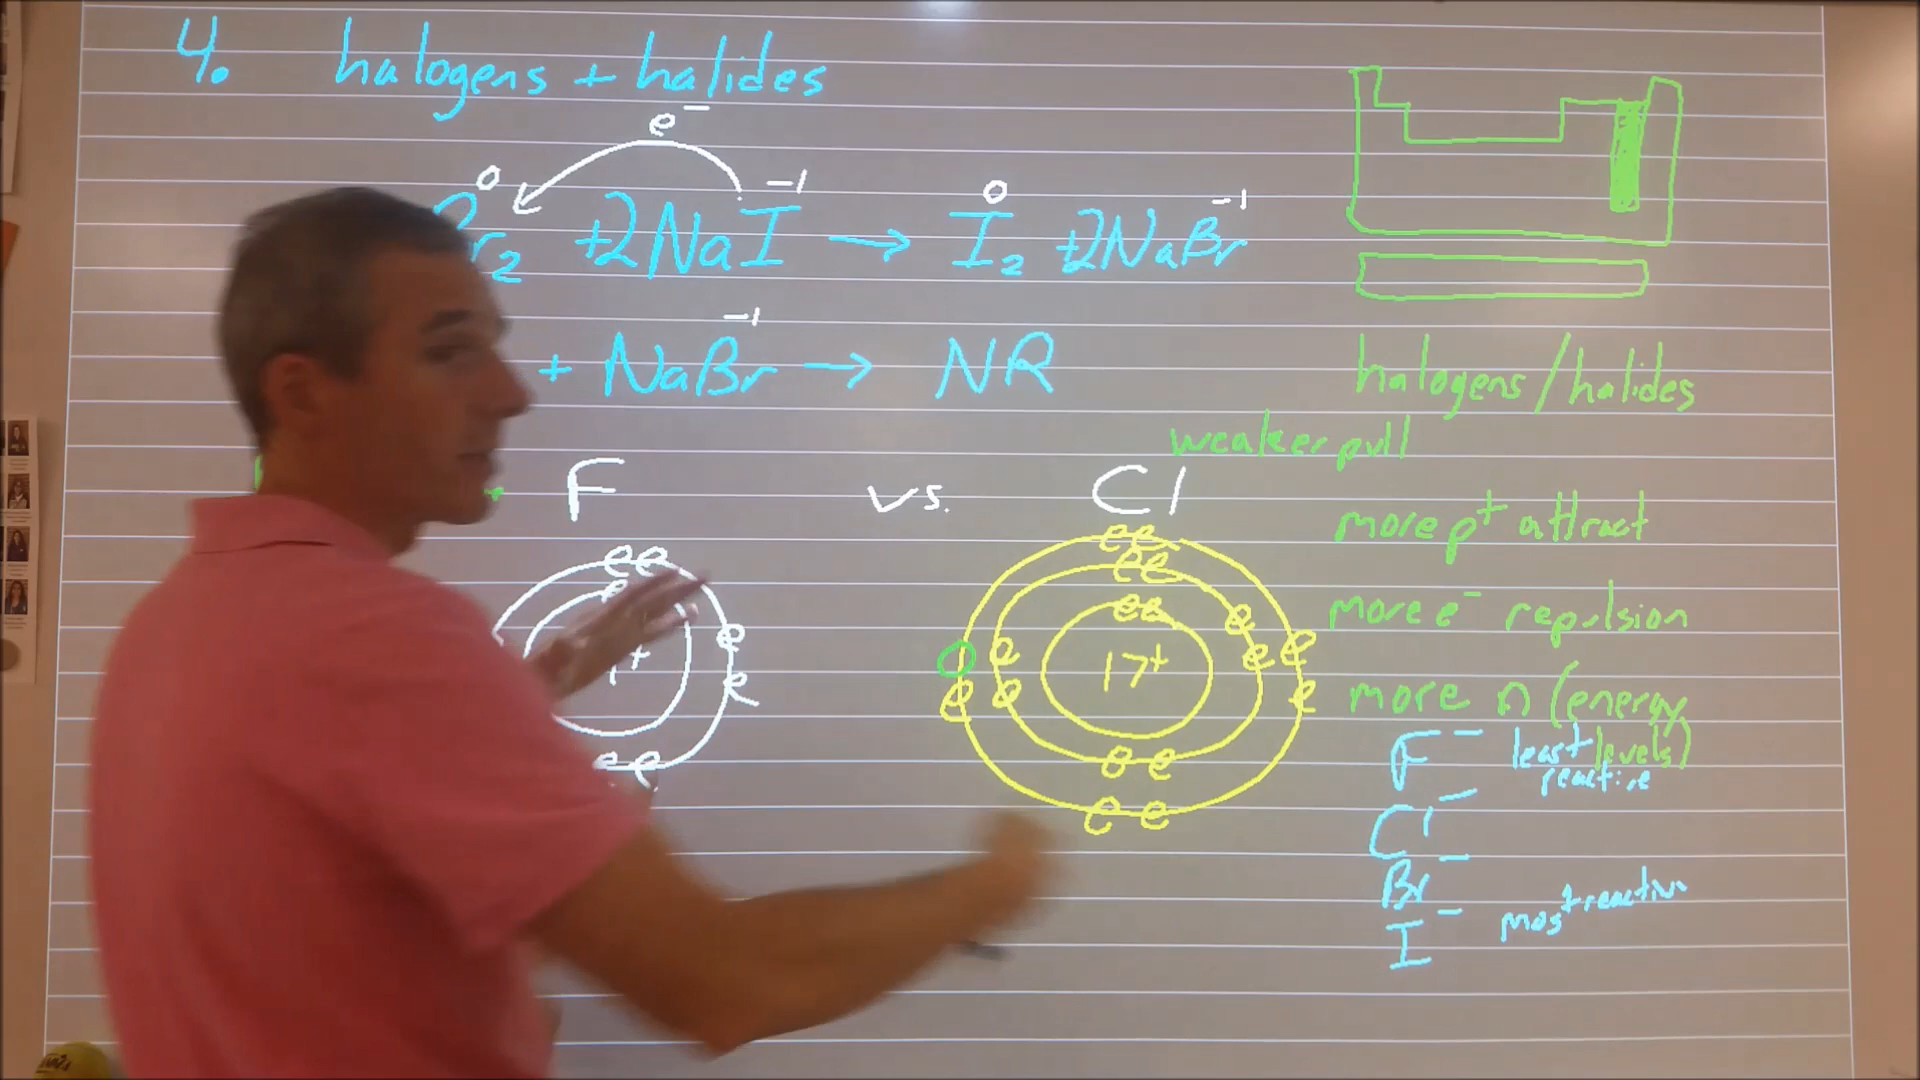 4. halogens + halides
e⁻
0 -1 0 -1
r₂ +2NaI → I₂ +2NaBr
-1
+ NaBr → NR
halogens/halides
weaker pull
+ F vs. Cl
more p⁺ attract
more e⁻ repulsion
more n (energy levels)
e e
e
e
e
e
e e
e e
e e
e e
e
e
e
e
e
e
e
e
17⁺
e e
e e
F⁻ least reactive
Cl⁻
Br⁻
I⁻ most reactive